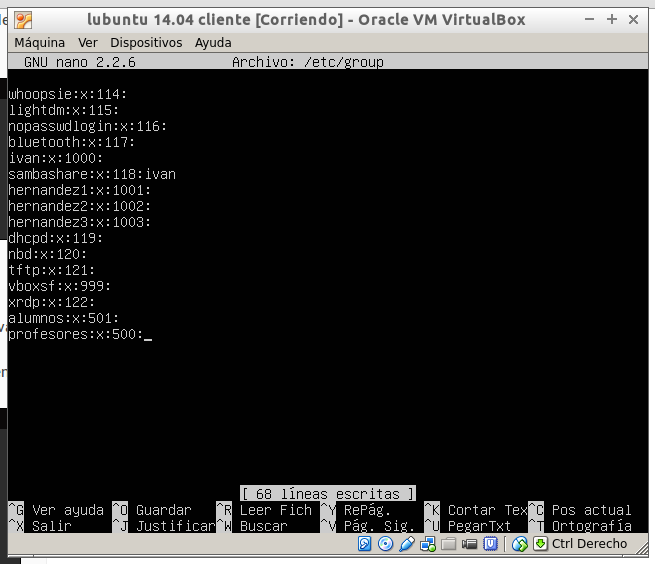 lubuntu 14.04 cliente [Corriendo] - Oracle VM VirtualBox
Máquina Ver Dispositivos Ayuda
GNU nano 2.2.6 Archivo: /etc/group
whoopsie:x:114:
lightdm:x:115:
nopasswdlogin:x:116:
bluetooth:x:117:
ivan:x:1000:
sambashare:x:118:ivan
hernandez1:x:1001:
hernandez2:x:1002:
hernandez3:x:1003:
dhcpd:x:119:
nbd:x:120:
tftp:x:121:
vboxsf:x:999:
xrdp:x:122:
alumnos:x:501:
profesores:x:500:_
[ 68 líneas escritas ]
^G Ver ayuda ^O Guardar ^R Leer Fich ^Y RePág. ^K Cortar Tex ^C Pos actual
^X Salir ^J Justificar ^W Buscar ^V Pág. Sig. ^U PegarTxt ^T Ortografía
Ctrl Derecho